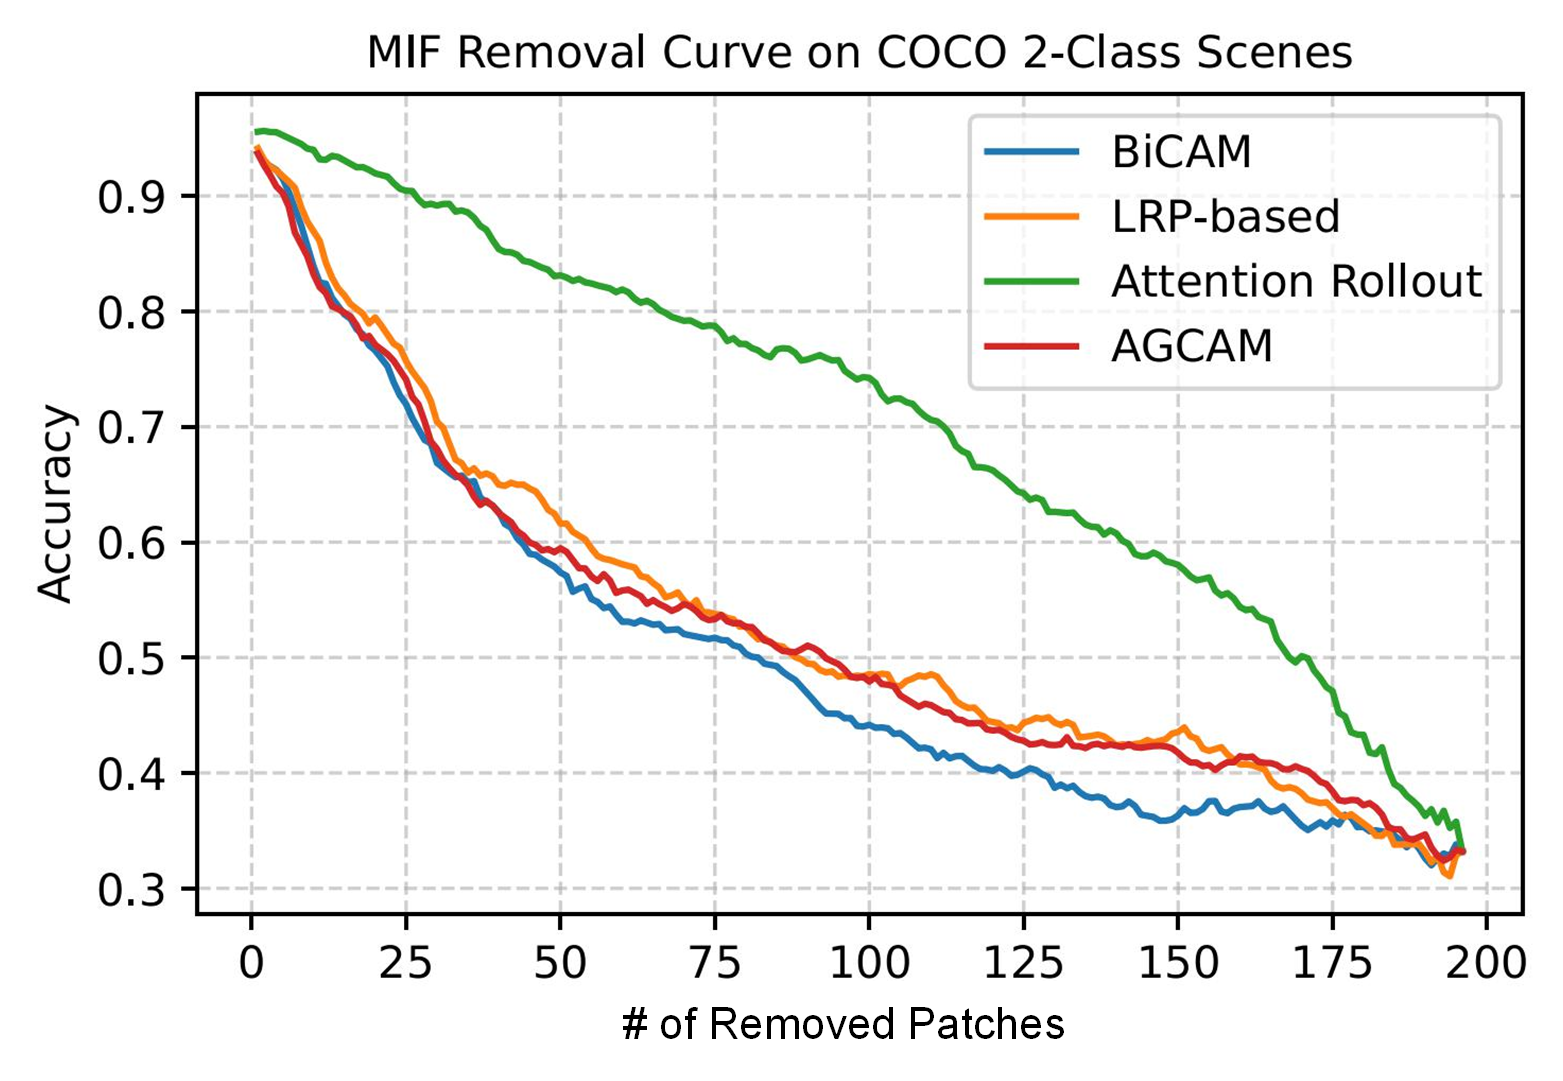 MIF Removal Curve on COCO 2-Class Scenes
BiCAM
LRP-based
Attention Rollout
AGCAM
Accuracy
0.9
0.8
0.7
0.6
0.5
0.4
0.3
0 25 50 75 100 125 150 175 200
# of Removed Patches